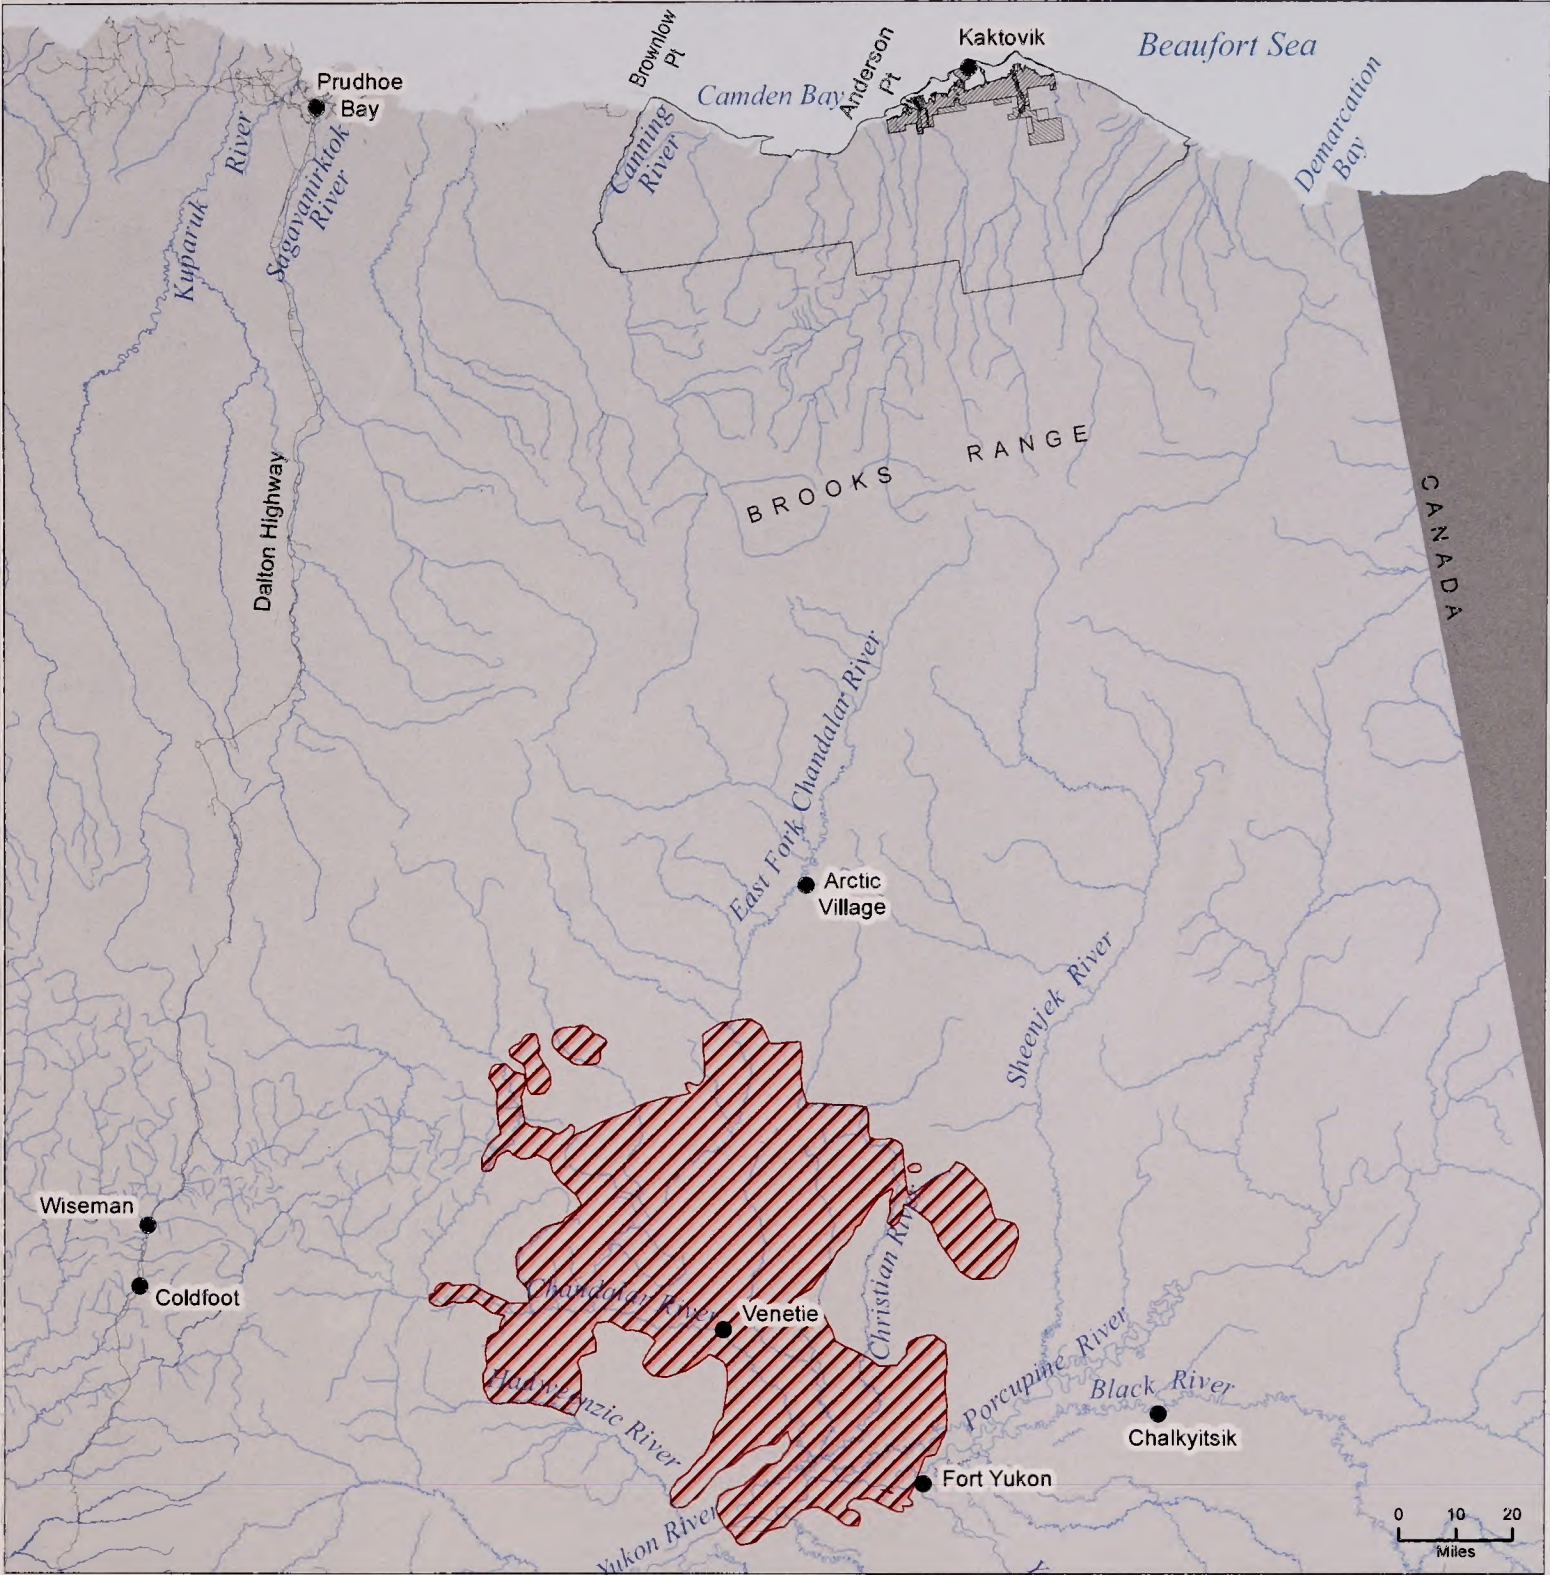 Prudhoe
Bay
Brownlow
Pt
Camden Bay
Anderson
Pt
Kaktovik
Beaufort Sea
Demarcation
Bay
Canning
River
Kuparuk River
Sagavanirktok
River
Dalton Highway
BROOKS RANGE
CANADA
East Fork Chandalar River
Arctic
Village
Sheenjek River
Wiseman
Coldfoot
Chandalar River
Venetie
Christian River
Hadweenzic River
Porcupine River
Black River
Chalkyitsik
Fort Yukon
Yukon River
Y
0 10 20
Miles